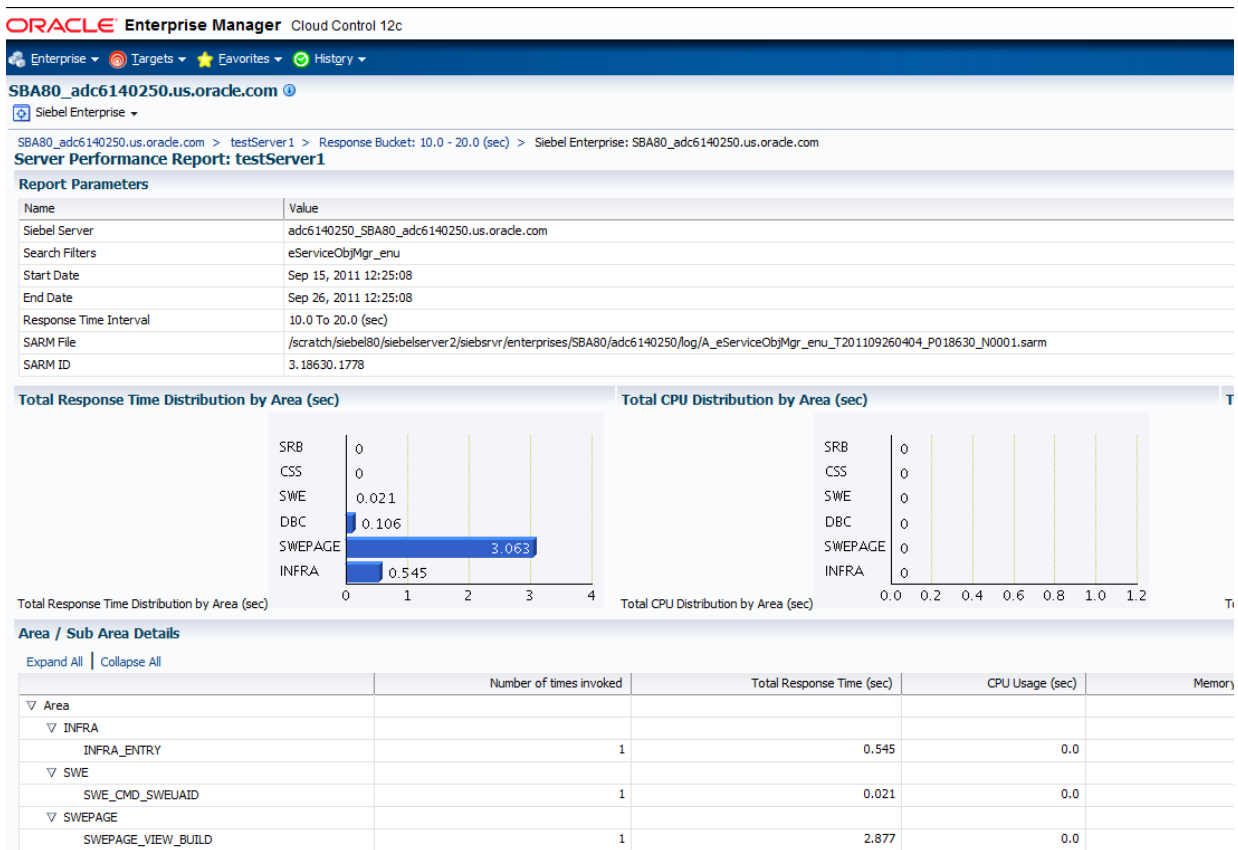 ORACLE Enterprise Manager Cloud Control 12c
Enterprise Targets Favorites History
SBA80_adc6140250.us.oracle.com
Siebel Enterprise
SBA80_adc6140250.us.oracle.com > testServer1 > Response Bucket: 10.0 - 20.0 (sec) > Siebel Enterprise: SBA80_adc6140250.us.oracle.com
Server Performance Report: testServer1
Report Parameters
Name Value
Siebel Server adc6140250_SBA80_adc6140250.us.oracle.com
Search Filters eServiceObjMgr_enu
Start Date Sep 15, 2011 12:25:08
End Date Sep 26, 2011 12:25:08
Response Time Interval 10.0 To 20.0 (sec)
SARM File /scratch/siebel80/siebelserver2/siebsrvr/enterprises/SBA80/adc6140250/log/A_eServiceObjMgr_enu_T201109260404_P018630_N0001.sarm
SARM ID 3.18630.1778
Total Response Time Distribution by Area (sec) Total CPU Distribution by Area (sec) T
SRB 0
CSS 0
SWE 0.021
DBC 0.106
SWEPAGE 3.063
INFRA 0.545
0 1 2 3 4
Total Response Time Distribution by Area (sec)
SRB 0
CSS 0
SWE 0
DBC 0
SWEPAGE 0
INFRA 0
0.0 0.2 0.4 0.6 0.8 1.0 1.2
Total CPU Distribution by Area (sec)
Area / Sub Area Details
Expand All | Collapse All
Number of times invoked Total Response Time (sec) CPU Usage (sec) Memory
Area
INFRA
INFRA_ENTRY 1 0.545 0.0
SWE
SWE_CMD_SWEUAID 1 0.021 0.0
SWEPAGE
SWEPAGE_VIEW_BUILD 1 2.877 0.0